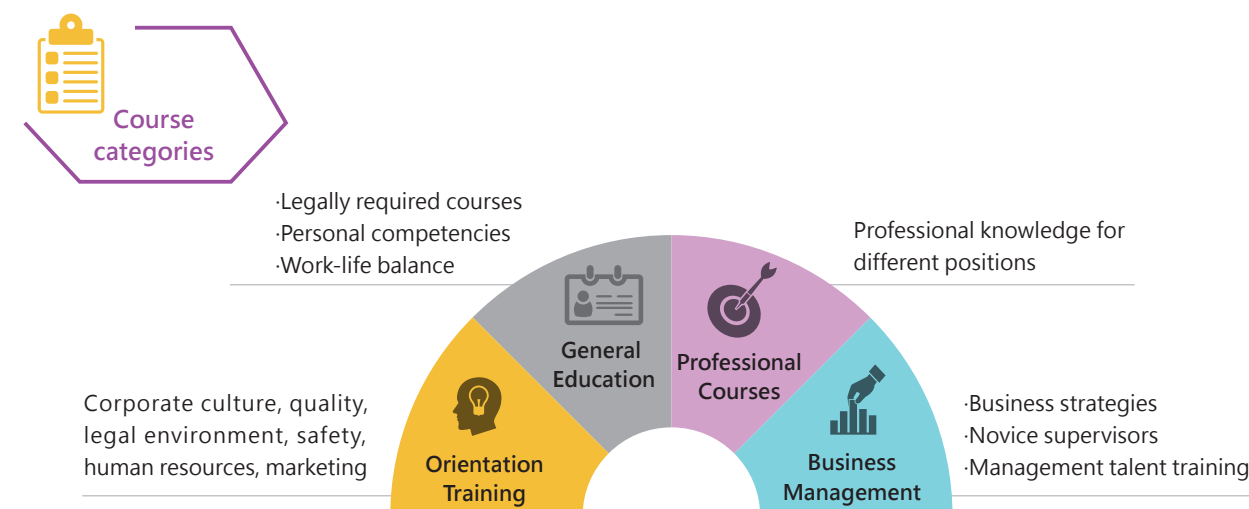 Course
categories
·Legally required courses
·Personal competencies
·Work-life balance
Professional knowledge for
different positions
General
Education
Professional
Courses
Corporate culture, quality,
legal environment, safety,
human resources, marketing
Orientation
Training
Business
Management
·Business strategies
·Novice supervisors
·Management talent training